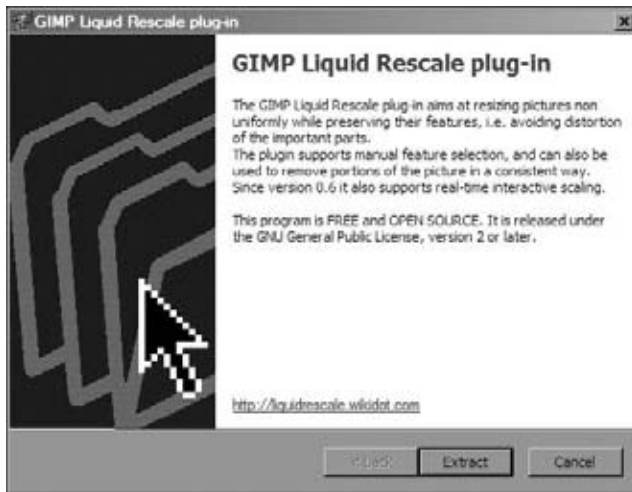 GIMP Liquid Rescale plug-in
GIMP Liquid Rescale plug-in
The GIMP Liquid Rescale plug-in aims at resizing pictures non
uniformly while preserving their features, i.e. avoiding distortion
of the important parts.
The plugin supports manual feature selection, and can also be
used to remove portions of the picture in a consistent way.
Since version 0.6 it also supports real-time interactive scaling.
This program is FREE and OPEN SOURCE. It is released under
the GNU General Public License, version 2 or later.
http://liquidrescale.wikidot.com
< Back Extract Cancel